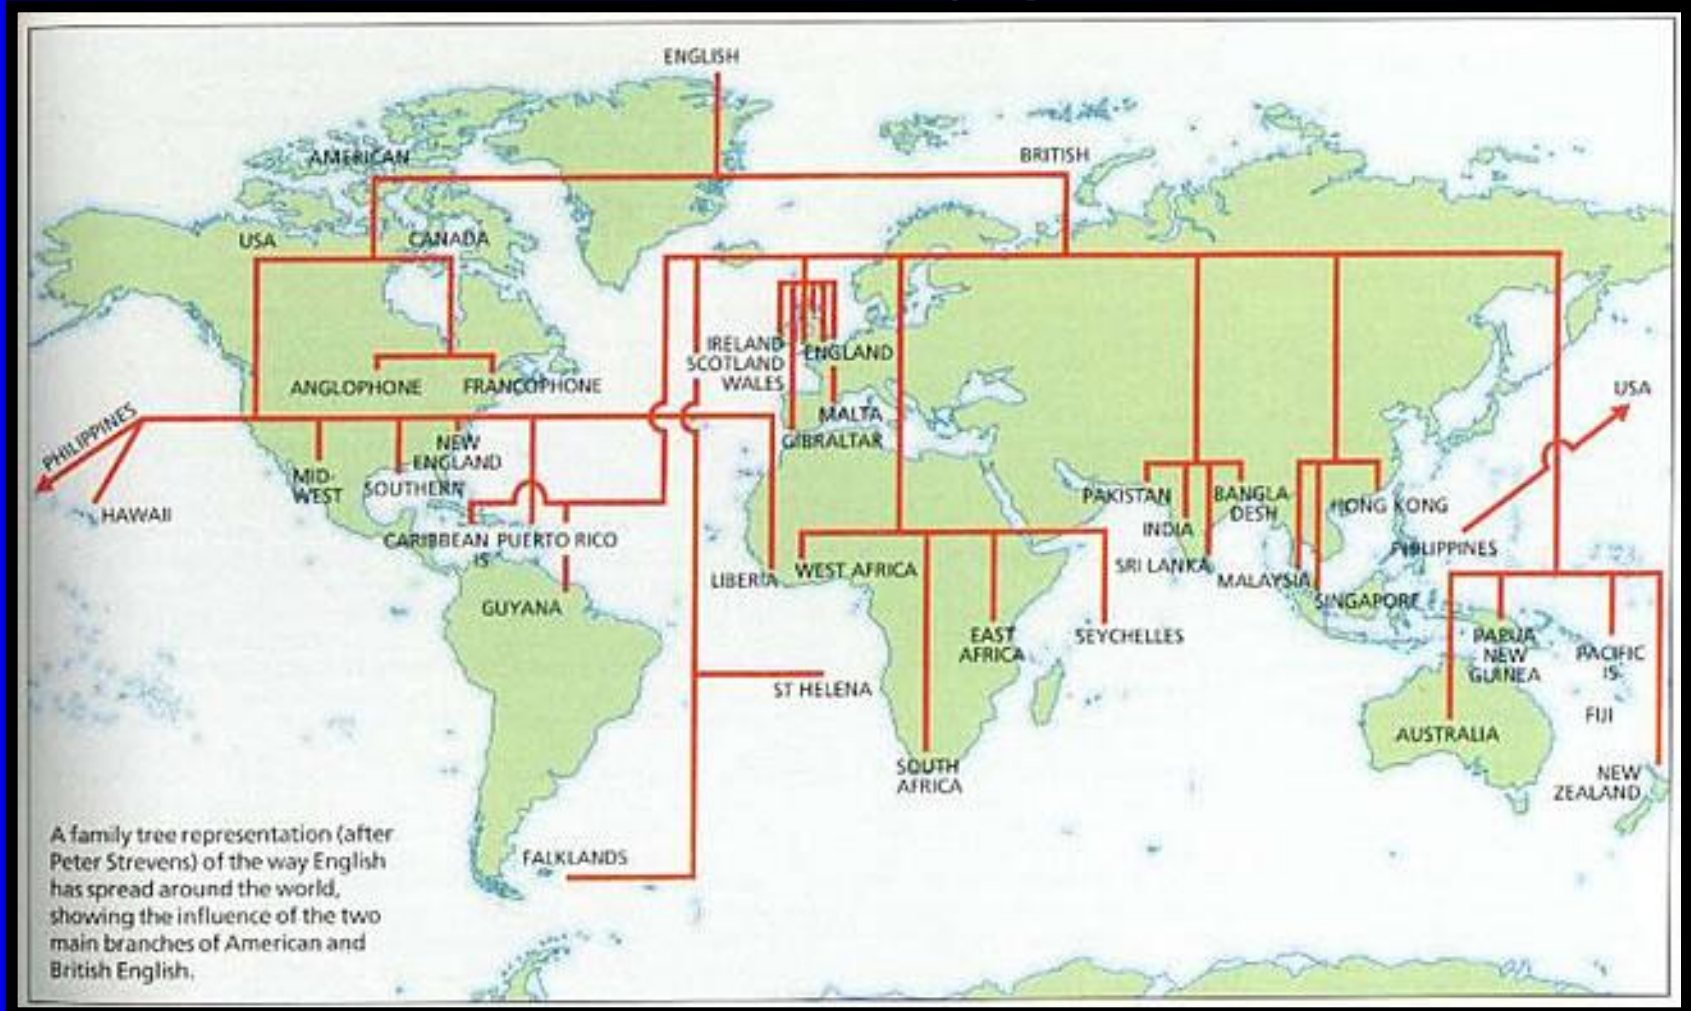 ENGLISH
AMERICAN
BRITISH
USA
CANADA
IRELAND
SCOTLAND
WALES
ENGLAND
ANGLOPHONE
FRANCOPHONE
USA
PHILIPPINES
MALTA
GIBRALTAR
NEW
ENGLAND
MID-
WEST
SOUTHERN
HAWAII
PAKISTAN
BANGLA
DESH
HONG KONG
INDIA
CARIBBEAN
IS
PUERTO RICO
PHILIPPINES
LIBERIA
WEST AFRICA
SRI LANKA
MALAYSIA
SINGAPORE
GUYANA
EAST
AFRICA
SEYCHELLES
PAPUA
NEW
GUINEA
PACIFIC
IS
ST HELENA
FIJI
AUSTRALIA
SOUTH
AFRICA
NEW
ZEALAND
FALKLANDS
A family tree representation (after
Peter Strevens) of the way English
has spread around the world,
showing the influence of the two
main branches of American and
British English.